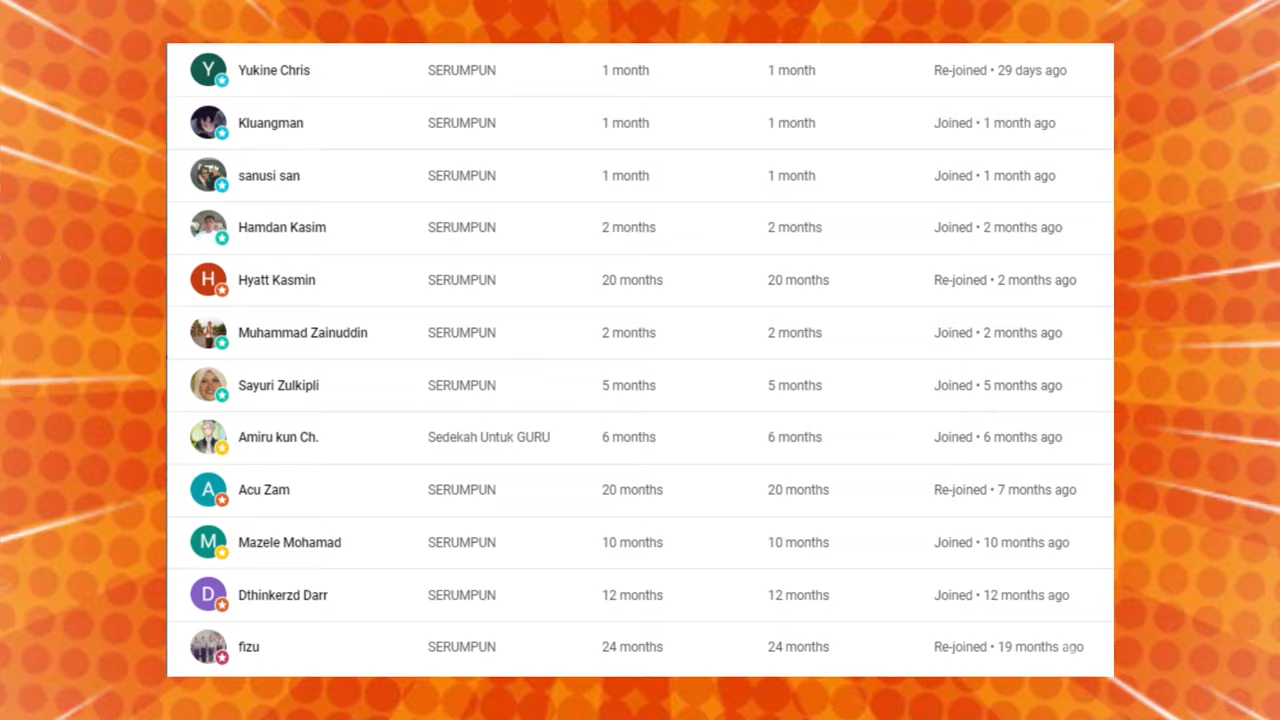 Y Yukine Chris SERUMPUN 1 month 1 month Re-joined • 29 days ago
Kluangman SERUMPUN 1 month 1 month Joined • 1 month ago
sanusi san SERUMPUN 1 month 1 month Joined • 1 month ago
Hamdan Kasim SERUMPUN 2 months 2 months Joined • 2 months ago
H Hyatt Kasmin SERUMPUN 20 months 20 months Re-joined • 2 months ago
Muhammad Zainuddin SERUMPUN 2 months 2 months Joined • 2 months ago
Sayuri Zulkipli SERUMPUN 5 months 5 months Joined • 5 months ago
Amiru kun Ch. Sedekah Untuk GURU 6 months 6 months Joined • 6 months ago
A Acu Zam SERUMPUN 20 months 20 months Re-joined • 7 months ago
M Mazele Mohamad SERUMPUN 10 months 10 months Joined • 10 months ago
D Dthinkerzd Darr SERUMPUN 12 months 12 months Joined • 12 months ago
fizu SERUMPUN 24 months 24 months Re-joined • 19 months ago